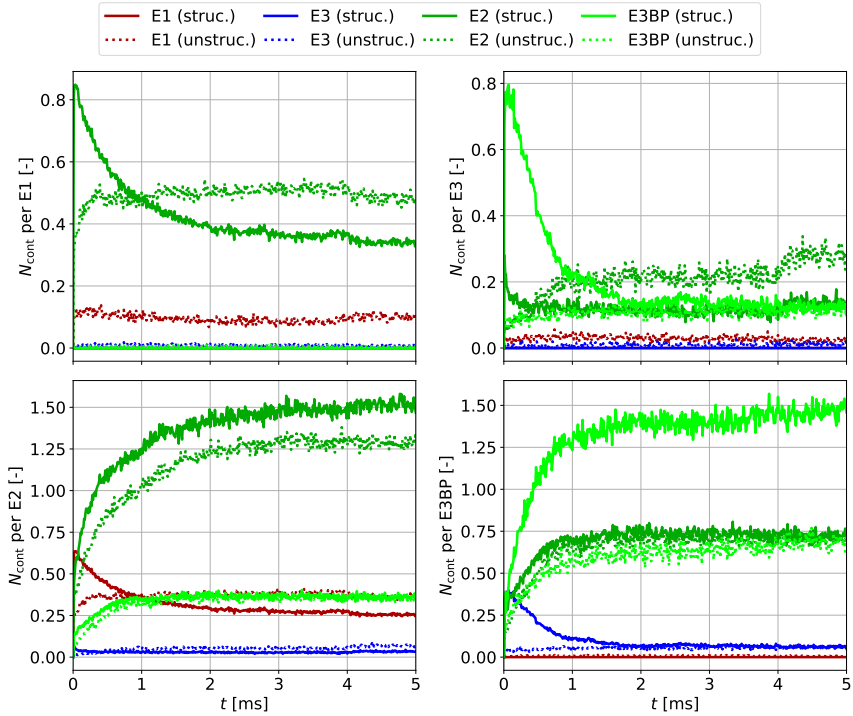 E1 (struc.) E3 (struc.) E2 (struc.) E3BP (struc.)
E1 (unstruc.) E3 (unstruc.) E2 (unstruc.) E3BP (unstruc.)
N_cont per E1 [-]
0.8
0.6
0.4
0.2
0.0
N_cont per E3 [-]
0.8
0.6
0.4
0.2
0.0
N_cont per E2 [-]
1.50
1.25
1.00
0.75
0.50
0.25
0.00
0 1 2 3 4 5
t [ms]
N_cont per E3BP [-]
1.50
1.25
1.00
0.75
0.50
0.25
0.00
0 1 2 3 4 5
t [ms]